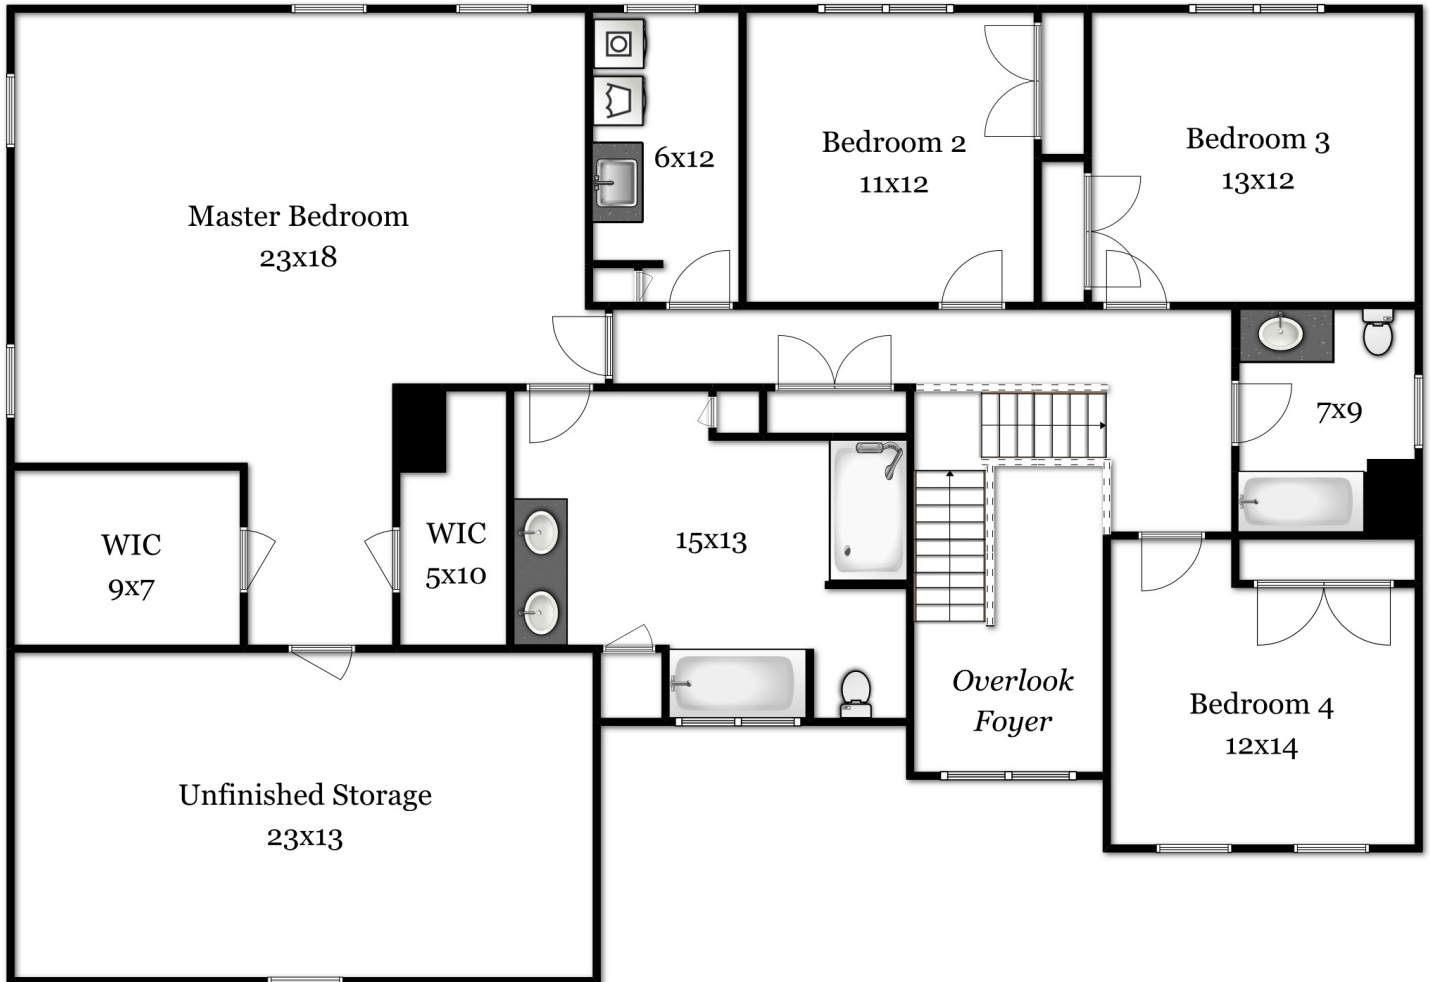 Master Bedroom
23x18
6x12
Bedroom 2
11x12
Bedroom 3
13x12
7x9
WIC
9x7
WIC
5x10
15x13
Overlook
Foyer
Bedroom 4
12x14
Unfinished Storage
23x13